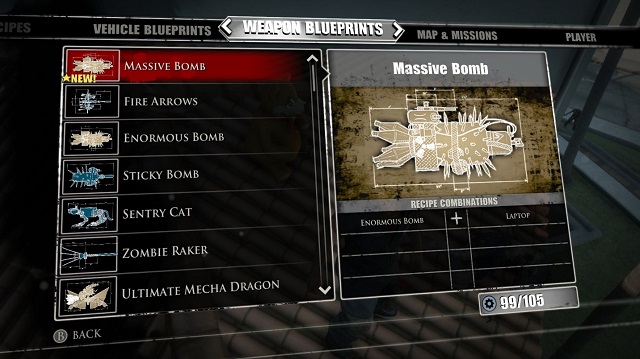 CIPES
VEHICLE BLUEPRINTS
WEAPON BLUEPRINTS
MAP & MISSIONS
PLAYER
MASSIVE BOMB
NEW!
FIRE ARROWS
ENORMOUS BOMB
STICKY BOMB
SENTRY CAT
ZOMBIE RAKER
ULTIMATE MECHA DRAGON
Massive Bomb
RECIPE COMBINATIONS
ENORMOUS BOMB + LAPTOP
99/105
B BACK